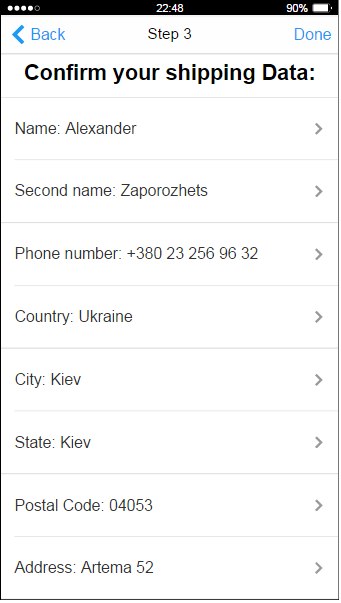 22:48 90%
Back Step 3 Done
Confirm your shipping Data:
Name: Alexander
Second name: Zaporozhets
Phone number: +380 23 256 96 32
Country: Ukraine
City: Kiev
State: Kiev
Postal Code: 04053
Address: Artema 52